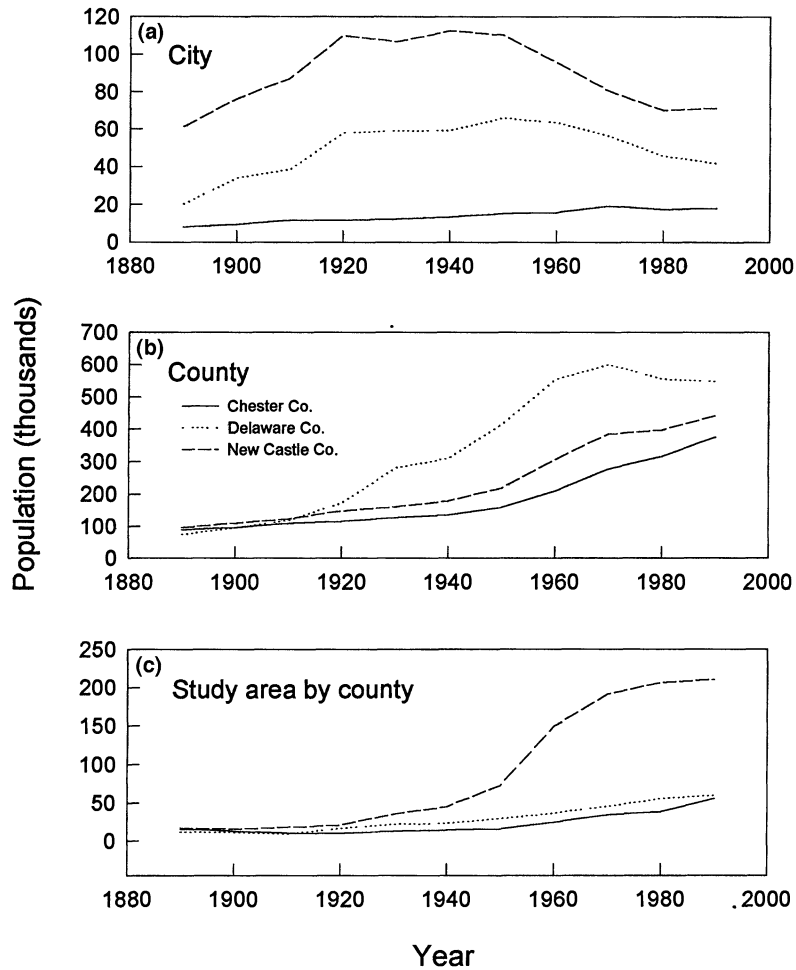 Population (thousands)
(a)
City
120
100
80
60
40
20
0
1880 1900 1920 1940 1960 1980 2000
(b)
County
Chester Co.
Delaware Co.
New Castle Co.
700
600
500
400
300
200
100
0
1880 1900 1920 1940 1960 1980 2000
(c)
Study area by county
250
200
150
100
50
0
1880 1900 1920 1940 1960 1980 2000
Year